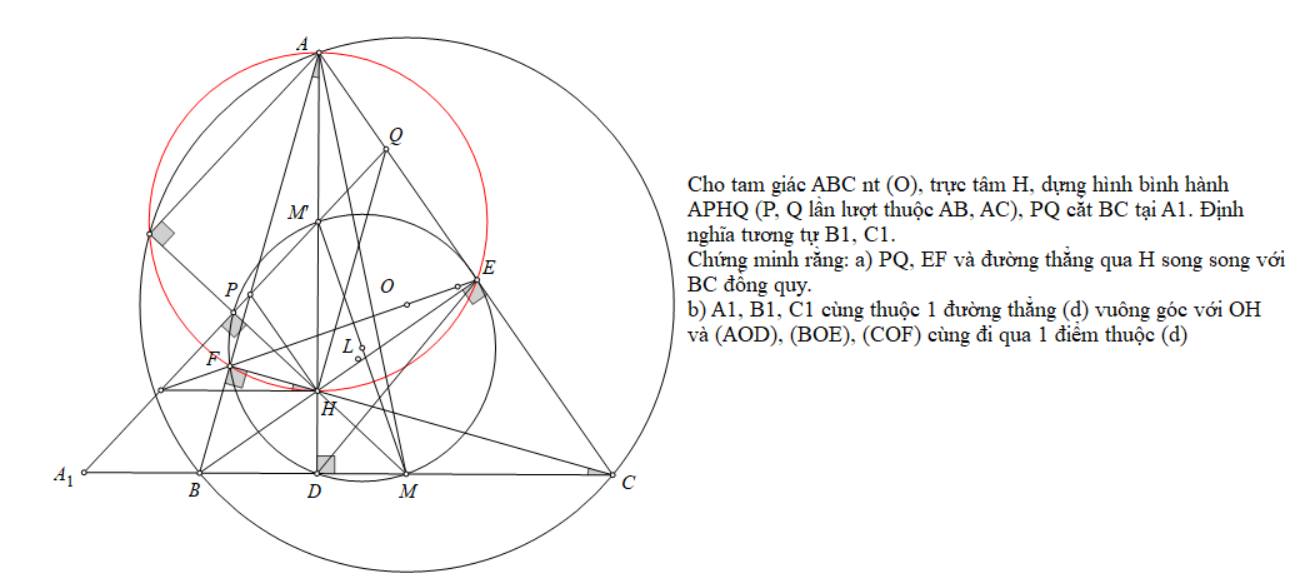 A
Q
M'
E
P
O
L
F
H
A1
B
D
M
C
Cho tam giác ABC nt (O), trực tâm H, dựng hình bình hành
APHQ (P, Q lần lượt thuộc AB, AC), PQ cắt BC tại A1. Định
nghĩa tương tự B1, C1.
Chứng minh rằng: a) PQ, EF và đường thẳng qua H song song với
BC đồng quy.
b) A1, B1, C1 cùng thuộc 1 đường thẳng (d) vuông góc với OH
và (AOD), (BOE), (COF) cùng đi qua 1 điểm thuộc (d)